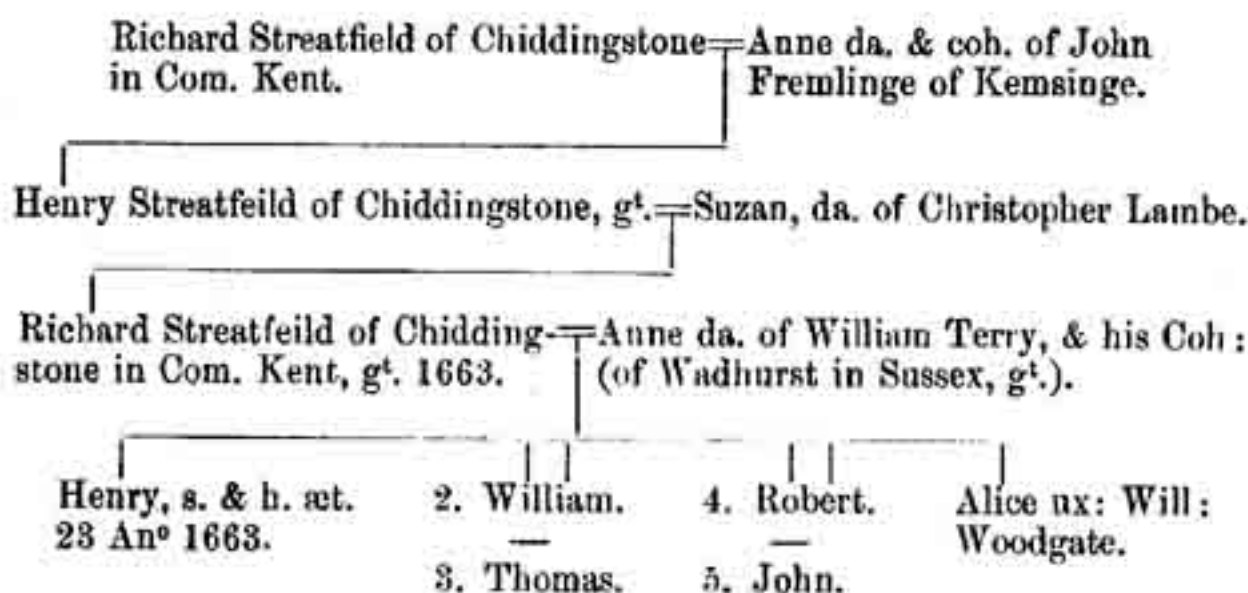 Richard Streatfield of Chiddingstone=Anne da. & coh. of John
in Com. Kent. Fremlinge of Kemsinge.
Henry Streatfeild of Chiddingstone, gᵗ.=Suzan, da. of Christopher Lambe.
Richard Streatfeild of Chidding-=Anne da. of William Terry, & his Coh :
stone in Com. Kent, gᵗ. 1663. (of Wadhurst in Sussex, gᵗ.).
Henry, s. & h. æt. 2. William. 4. Robert. Alice ux: Will:
23 Anº 1663. — — Woodgate.
3. Thomas. 5. John.